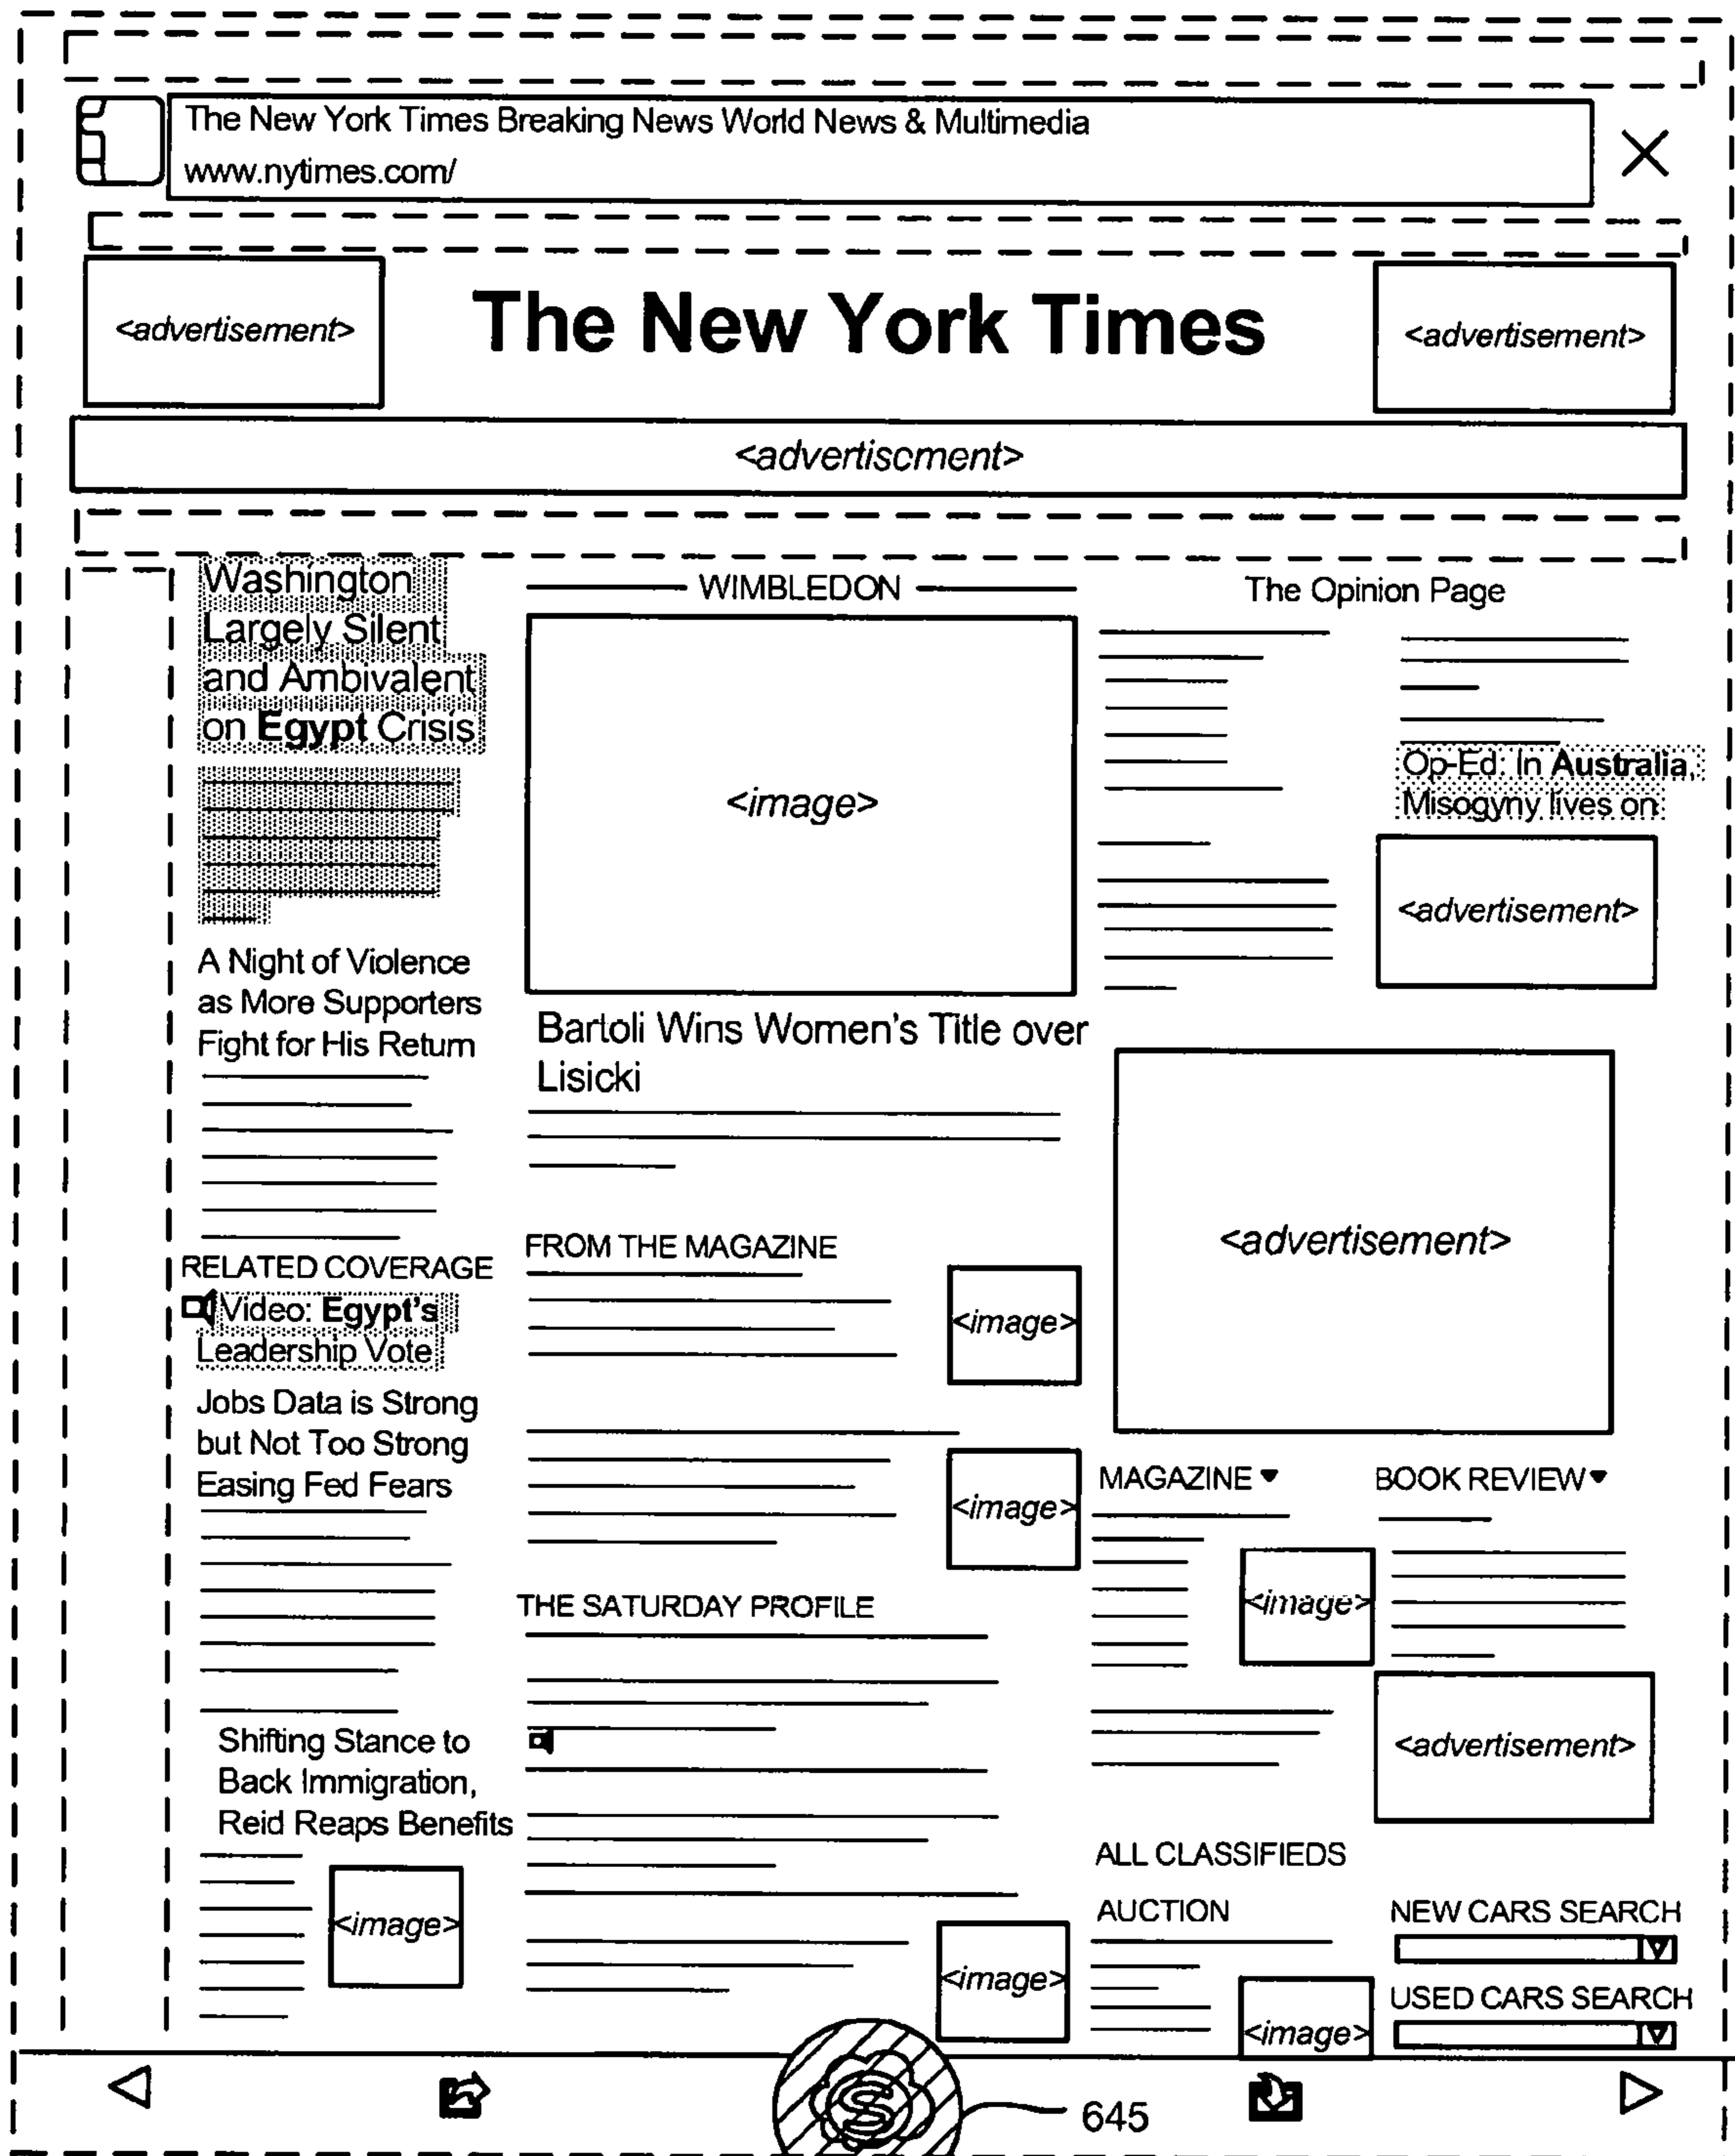 The New York Times Breaking News World News & Multimedia
www.nytimes.com/
<advertisement>
The New York Times
<advertisement>
<advertiscment>
Washington
Largely Silent
and Ambivalent
on Egypt Crisis
A Night of Violence
as More Supporters
Fight for His Return
RELATED COVERAGE
Video: Egypt's
Leadership Vote
Jobs Data is Strong
but Not Too Strong
Easing Fed Fears
Shifting Stance to
Back Immigration,
Reid Reaps Benefits
<image>
WIMBLEDON
<image>
Bartoli Wins Women's Title over
Lisicki
FROM THE MAGAZINE
<image>
<image>
THE SATURDAY PROFILE
<image>
The Opinion Page
Op-Ed: In Australia,
Misogyny lives on
<advertisement>
<advertisement>
MAGAZINE
<image>
BOOK REVIEW
<advertisement>
ALL CLASSIFIEDS
AUCTION
<image>
NEW CARS SEARCH
USED CARS SEARCH
S
645